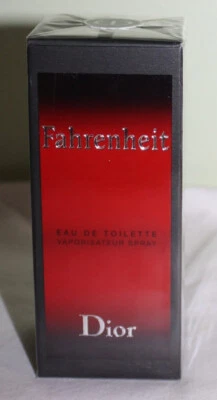 Fahrenheit
EAU DE TOILETTE
VAPORISATEUR SPRAY
Dior